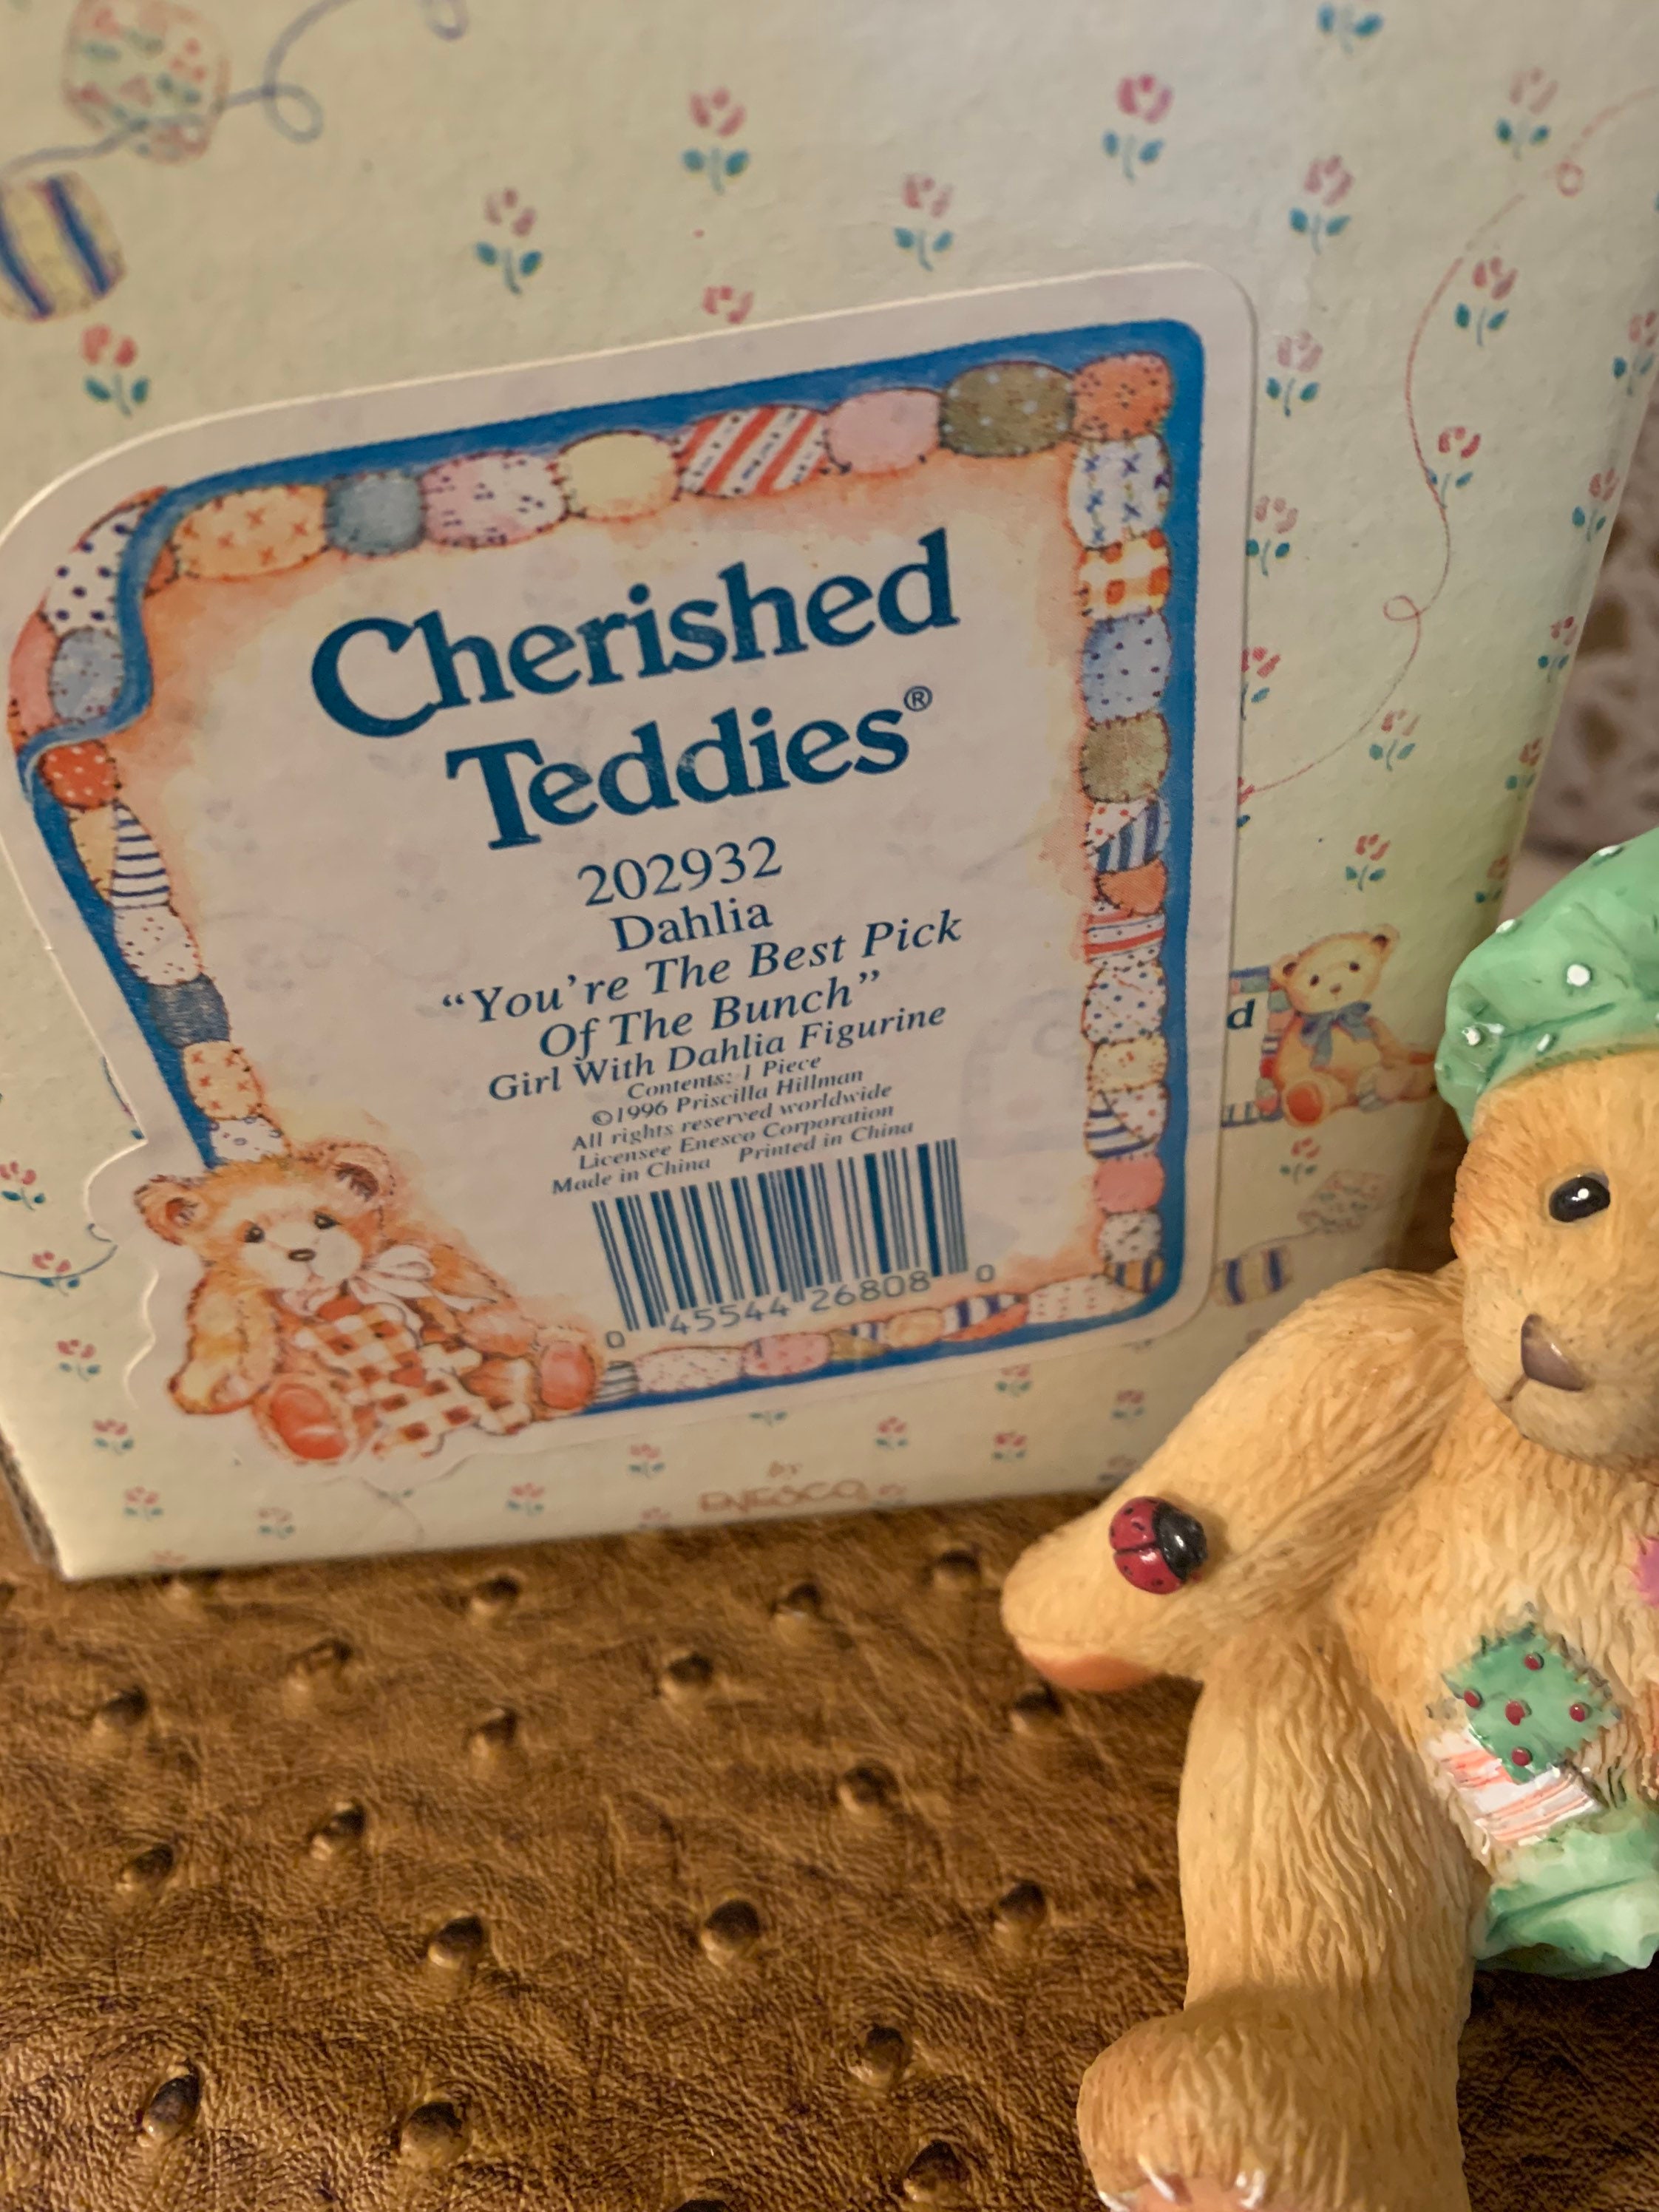 Cherished
Teddies®
202932
Dahlia
“You’re The Best Pick
Of The Bunch”
Girl With Dahlia Figurine
Contents: 1 Piece
©1996 Priscilla Hillman
All rights reserved worldwide
Licensee Enesco Corporation
Made in China Printed in China
0 45544 26808 0
d
by
ENESCO